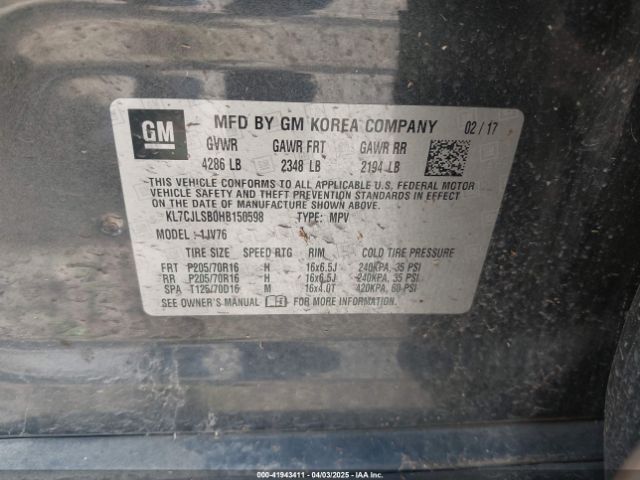 GM
MFD BY GM KOREA COMPANY 02/17
GVWR GAWR FRT GAWR RR
4286 LB 2348 LB 2194 LB
THIS VEHICLE CONFORMS TO ALL APPLICABLE U.S. FEDERAL MOTOR
VEHICLE SAFETY AND THEFT PREVENTION STANDARDS IN EFFECT
ON THE DATE OF MANUFACTURE SHOWN ABOVE.
KL7CJLSB0HB150598 TYPE: MPV
MODEL: 1JV76
TIRE SIZE SPEED RTG RIM COLD TIRE PRESSURE
FRT P205/70R16 H 16x6.5J 240KPA, 35 PSI
RR P205/70R16 H 16x6.5J 240KPA, 35 PSI
SPA T125/70D16 M 16x4.0T 420KPA, 60 PSI
SEE OWNER'S MANUAL FOR MORE INFORMATION.
00-41943411 - 04/03/2025 - IAAI, Inc.